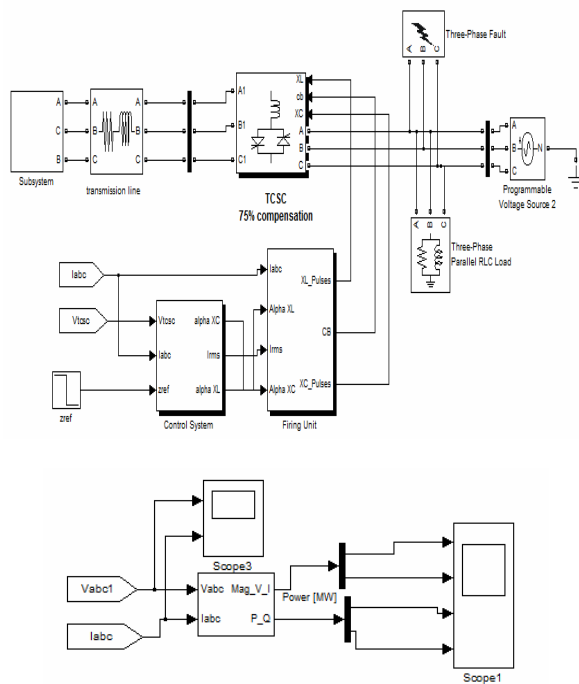 Three-Phase Fault
A B C
A A A A1 XL
cb
XC
C B B B1 A A
B B N
B C C C1 C C
Subsystem
transmission line
TCSC
75% compensation
Programmable
Voltage Source 2
A B C
Three-Phase
Parallel RLC Load
Iabc
Iabc
XL_Pulses
Vtcsc
Vtcsc alpha XC
Alpha XL
CB
Iabc Irms
Irms
XC_Pulses
zref alpha XL
Alpha XC
zref
Control System
Firing Unit
Scope3
Vabc1
Vabc Mag_V_I
Power [MW]
Iabc
Iabc P_Q
Scope1